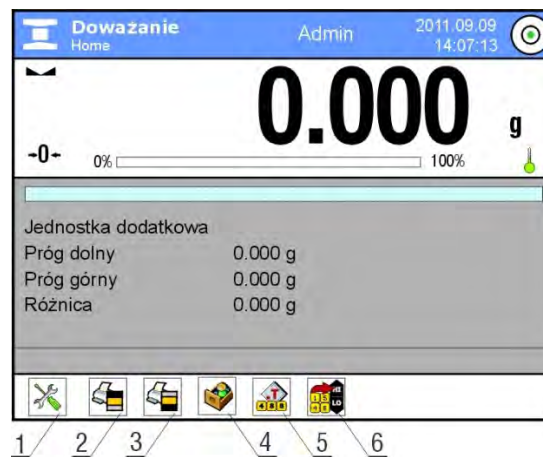 Doważanie
Home
Admin
2011.09.09
14:07:13
0.000 g
→0←
0% 100%
Jednostka dodatkowa
Próg dolny 0.000 g
Próg górny 0.000 g
Różnica 0.000 g
1 2 3 4 5 6